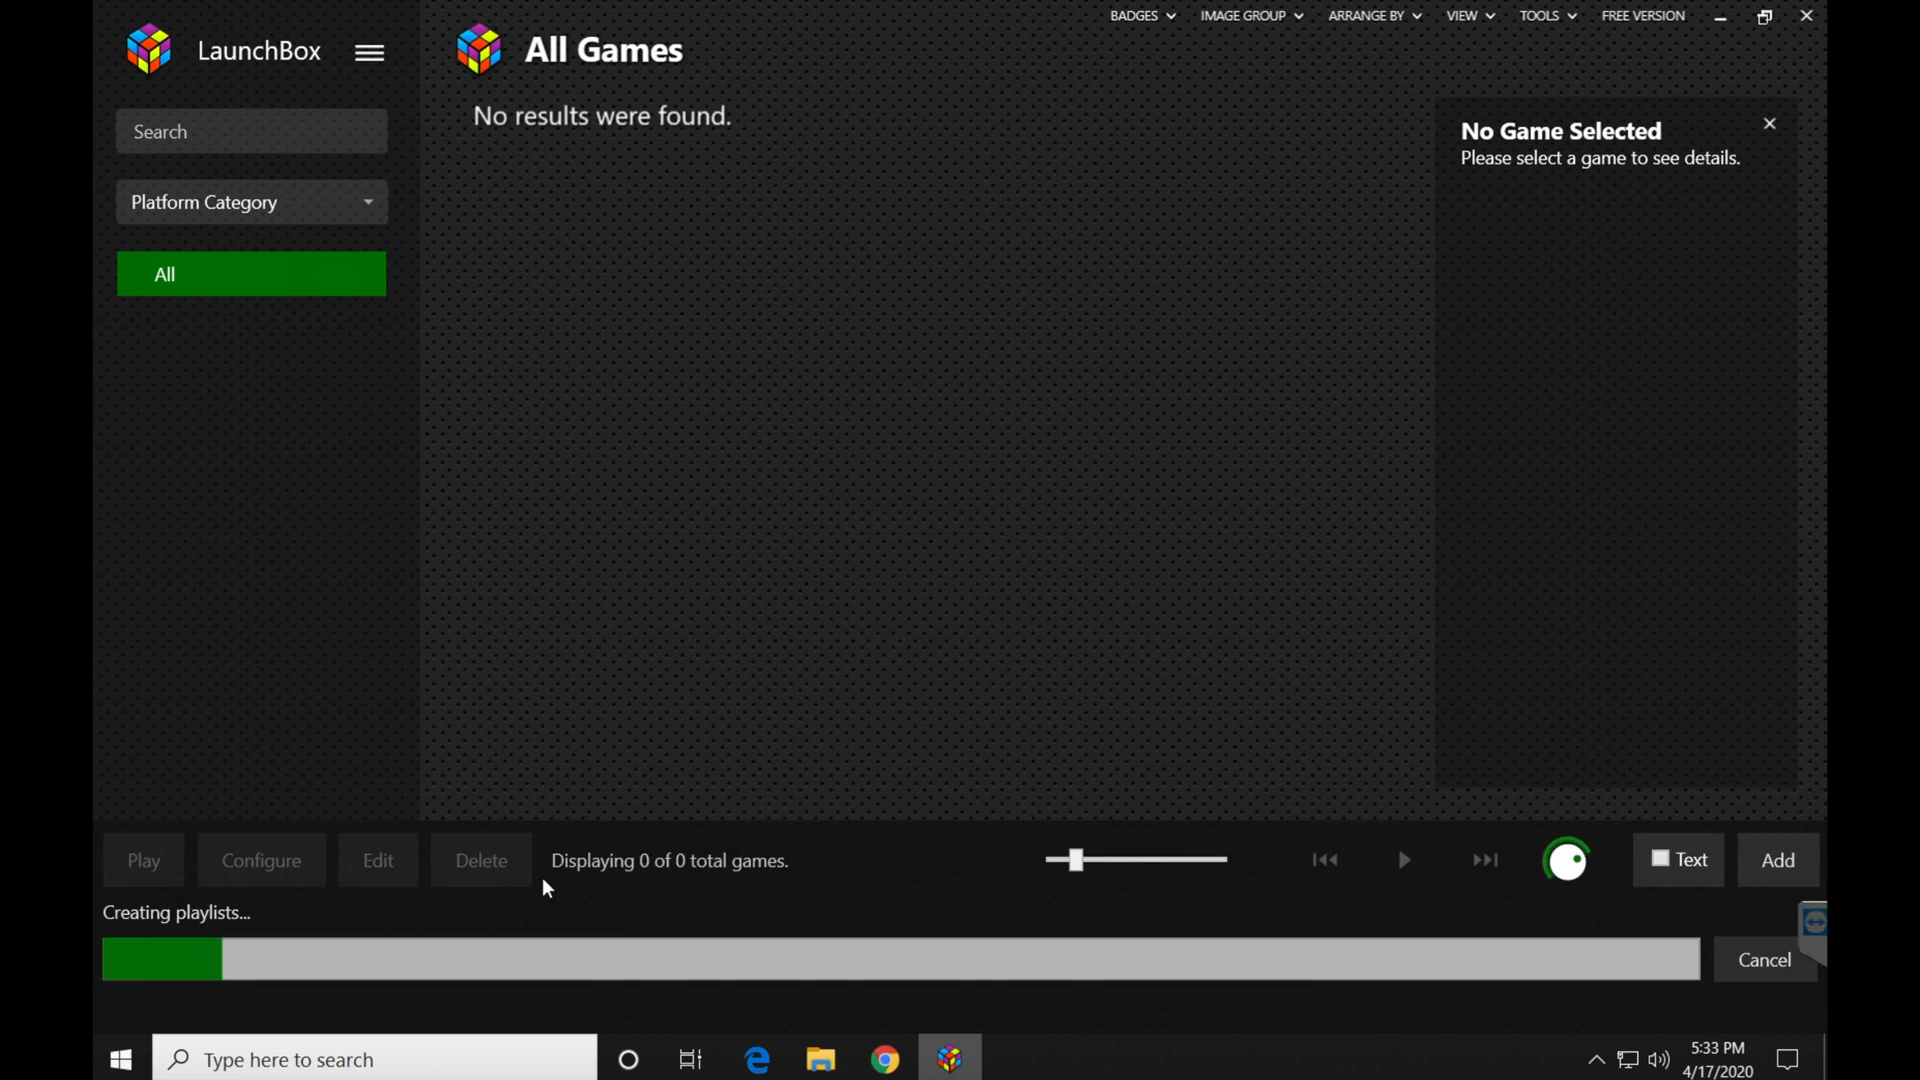 LaunchBox
All Games
BADGES
IMAGE GROUP
ARRANGE BY
VIEW
TOOLS
FREE VERSION
Search
Platform Category
All
No results were found.
No Game Selected
Please select a game to see details.
Play
Configure
Edit
Delete
Displaying 0 of 0 total games.
Text
Add
Creating playlists...
Cancel
Type here to search
5:33 PM
4/17/2020